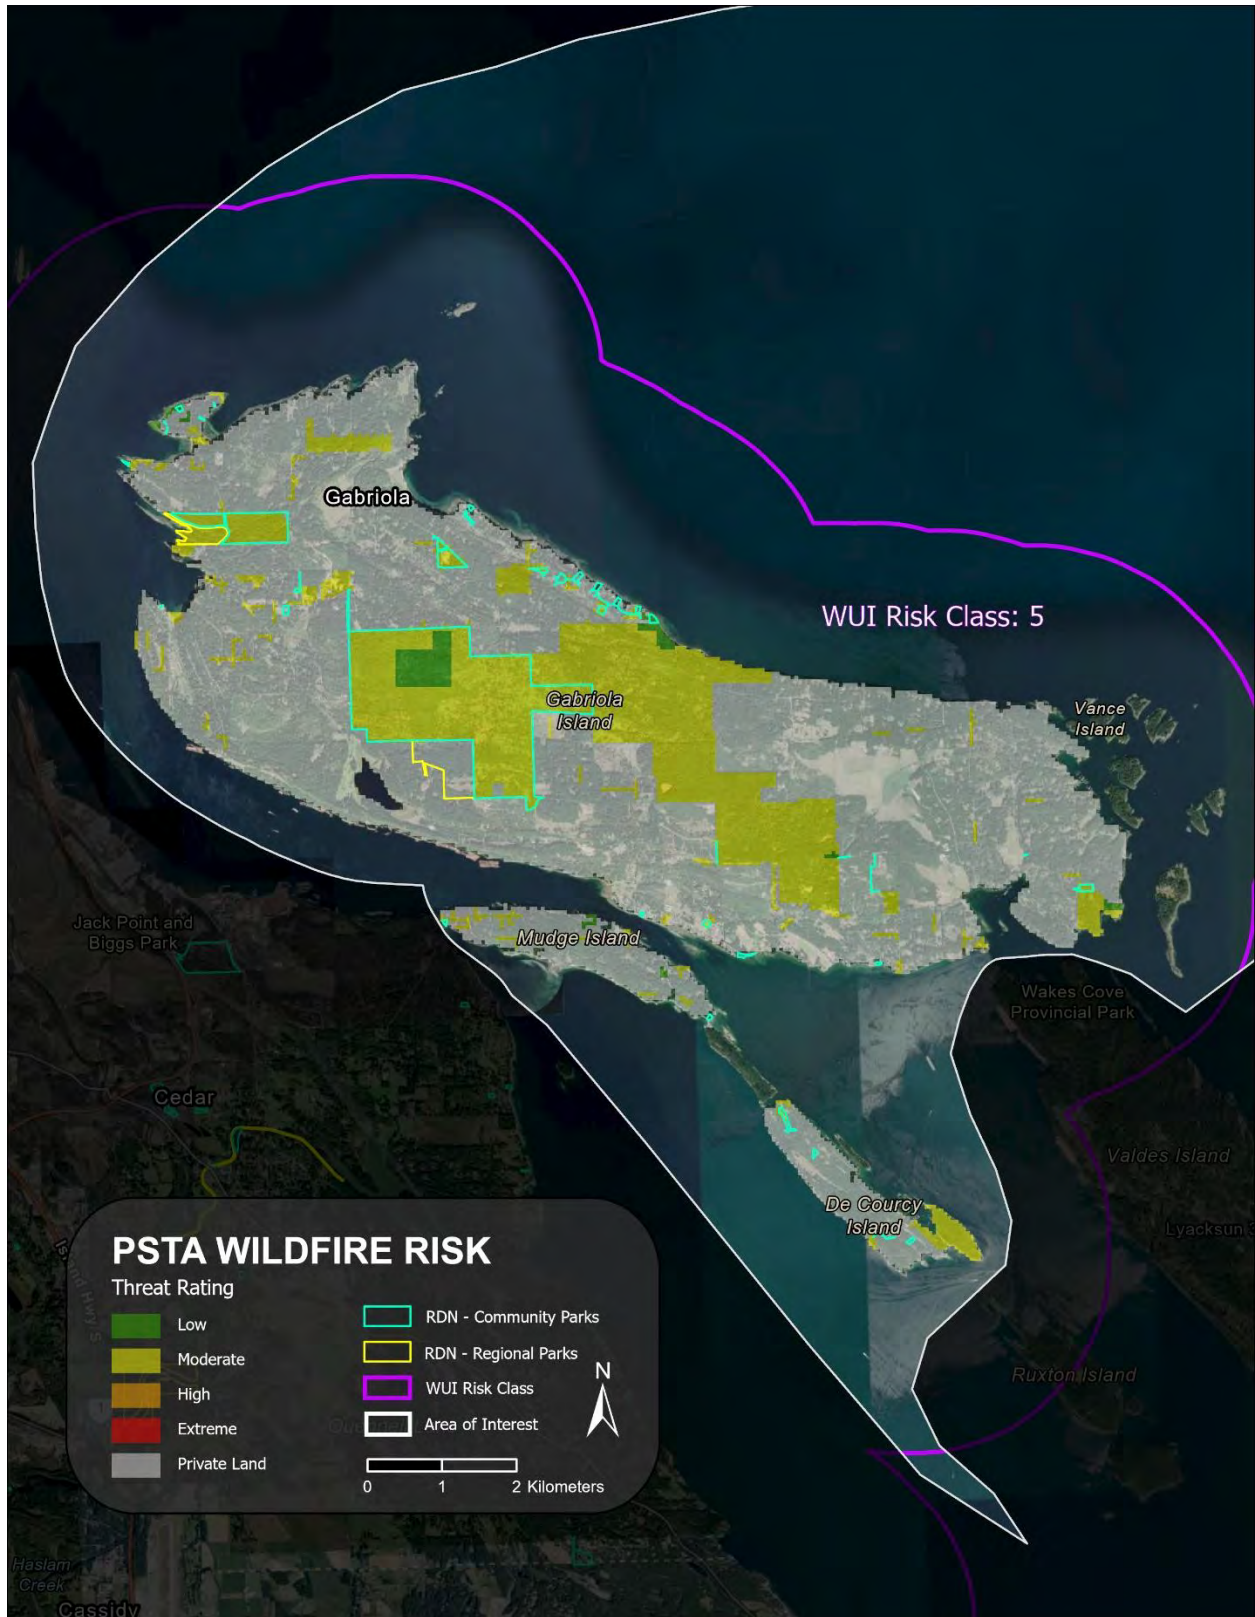 Gabriola
WUI Risk Class: 5
Gabriola
Island
Vance
Island
Jack Point and
Biggs Park
Mudge Island
Wakes Cove
Provincial Park
Cedar
Valdes Island
De Courcy
Island
Lyacksun 3
Island Hwy S
PSTA WILDFIRE RISK
Threat Rating
Low
Moderate
High
Extreme
Private Land
RDN - Community Parks
RDN - Regional Parks
WUI Risk Class
Area of Interest
N
0 1 2 Kilometers
Ruxton Island
Haslam
Creek
Cassidy